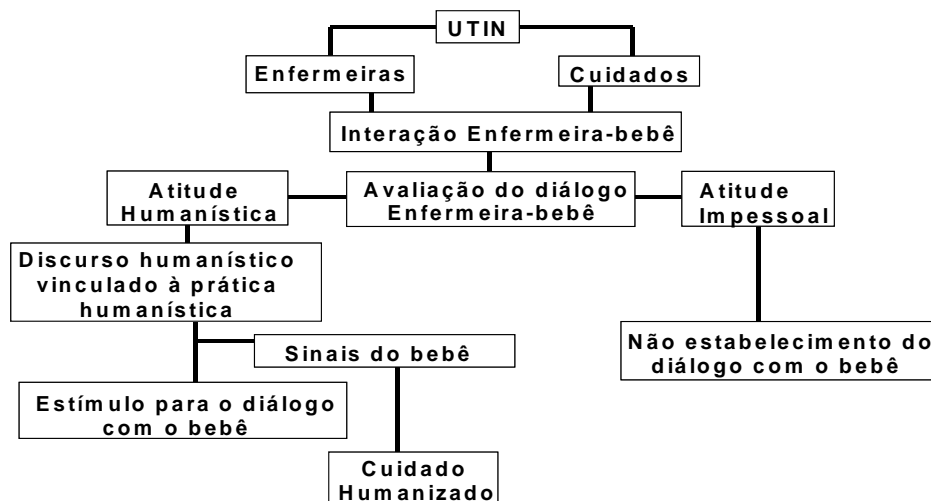 UTIN
Enfermeiras
Cuidados
Interação Enfermeira-bebê
Atitude
Humanística
Avaliação do diálogo
Enfermeira-bebê
Atitude
Impessoal
Discurso humanístico
vinculado à prática
humanística
Sinais do bebê
Não estabelecimento do
diálogo com o bebê
Estímulo para o diálogo
com o bebê
Cuidado
Humanizado